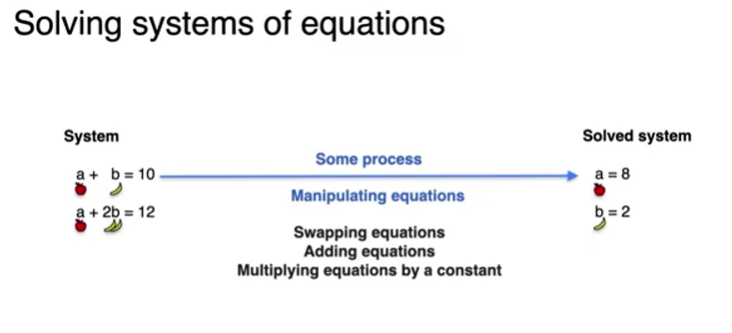 Solving systems of equations
System
Solved system
Some process
a + b = 10
a = 8
Manipulating equations
a + 2b = 12
b = 2
Swapping equations
Adding equations
Multiplying equations by a constant